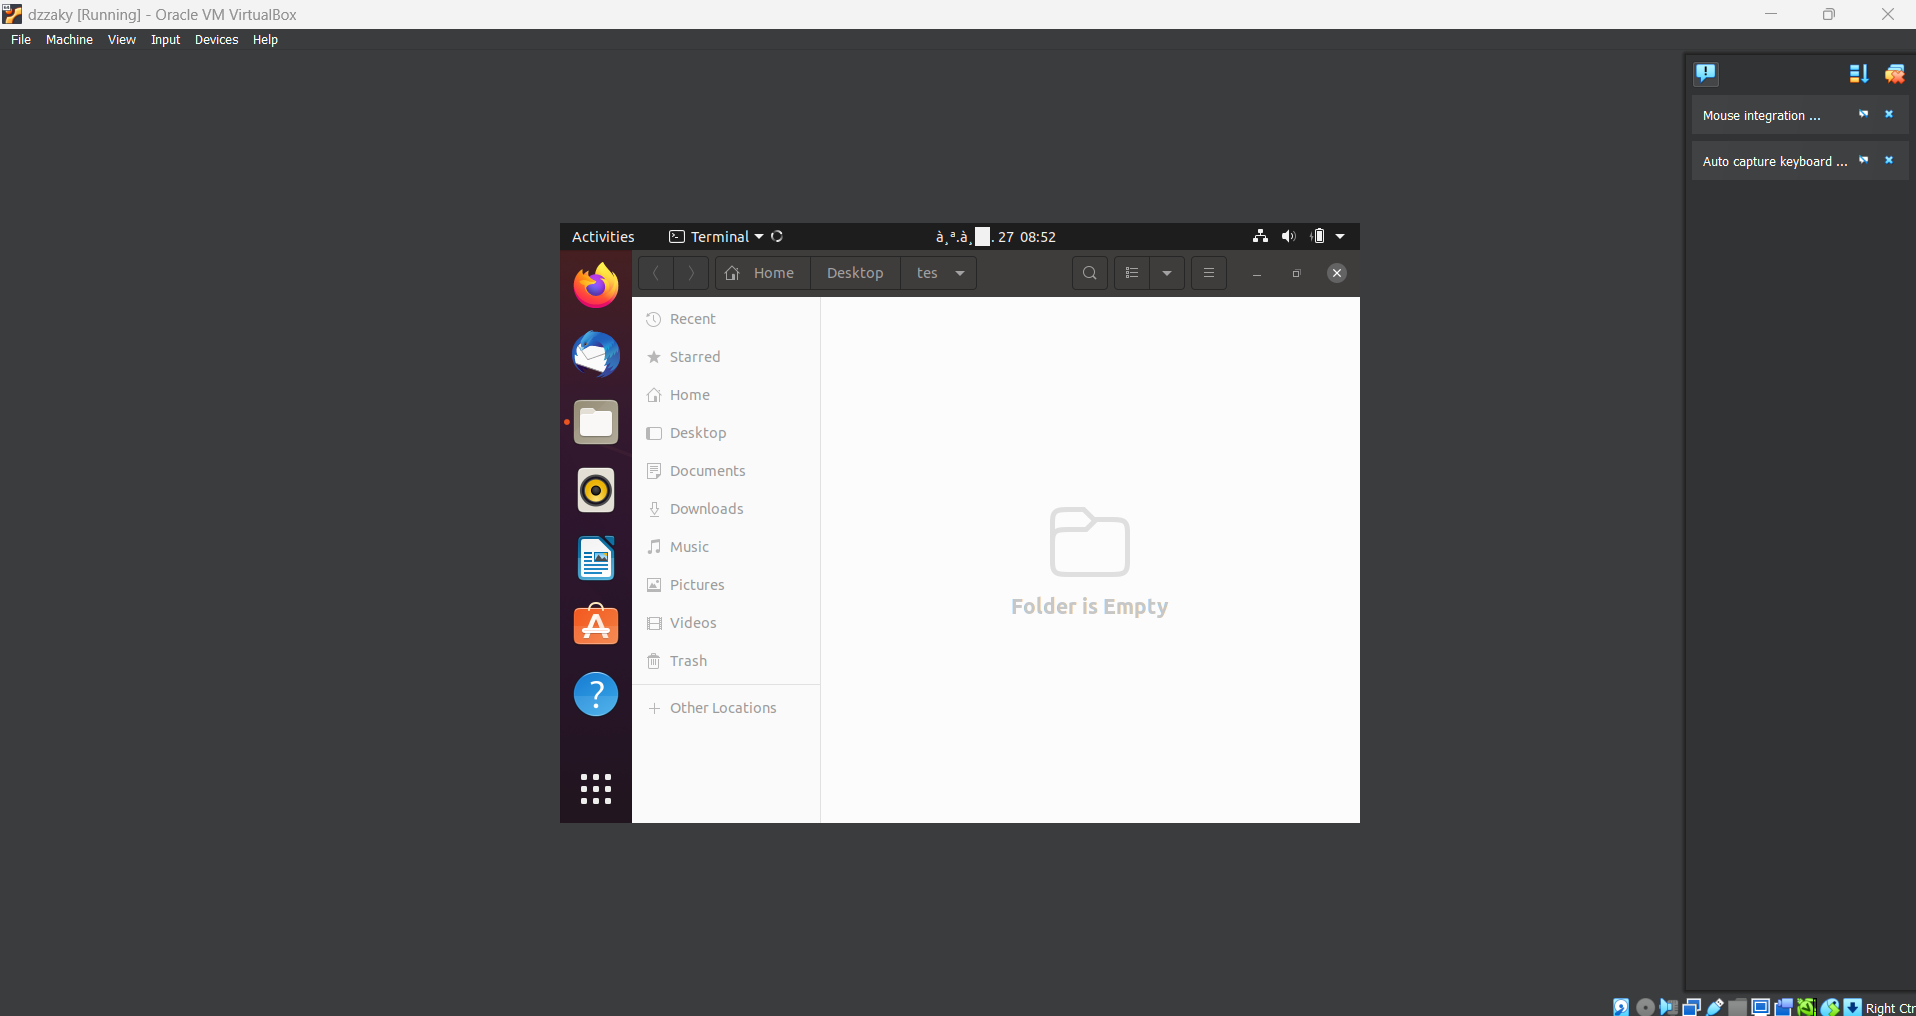 dzzaky [Running] - Oracle VM VirtualBox
File Machine View Input Devices Help
Mouse integration ...
Auto capture keyboard ...
Activities Terminal 27 08:52
Home Desktop tes
Recent
Starred
Home
Desktop
Documents
Downloads
Music
Pictures
Videos
Trash
Other Locations
Folder is Empty
Right Ctr